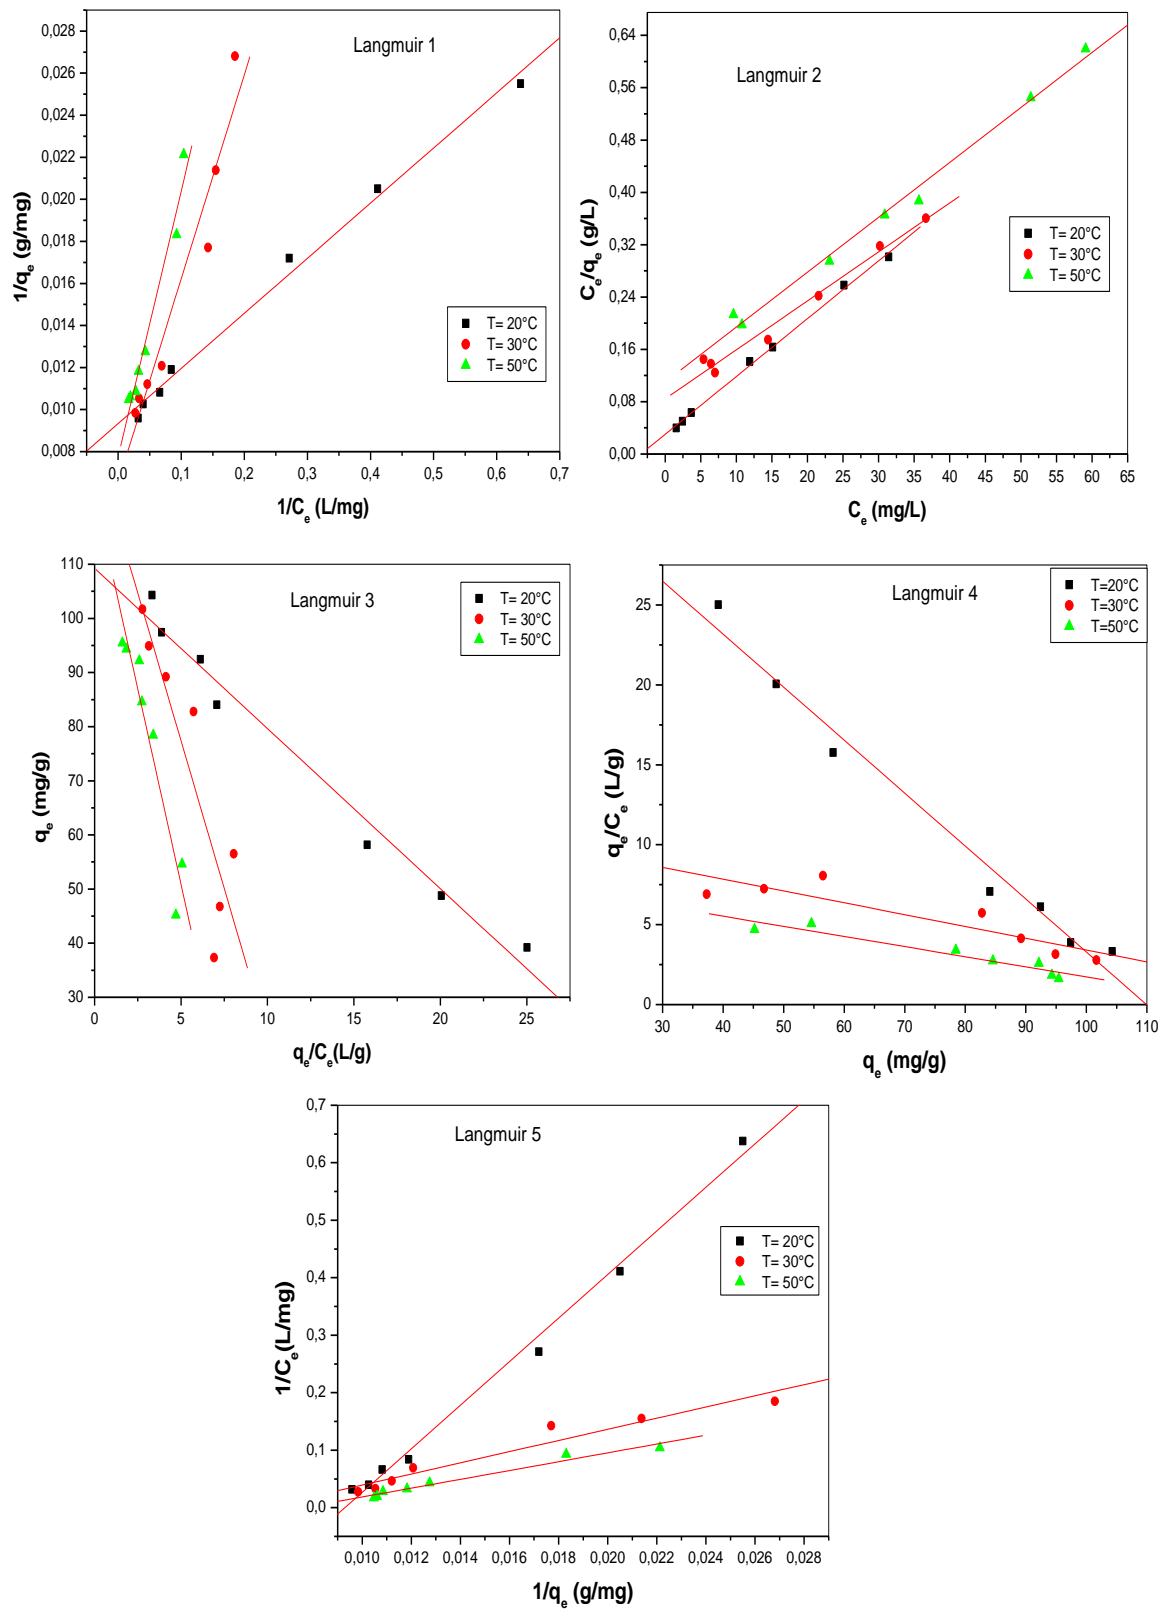 Langmuir 1
0,028
0,026
0,024
0,022
0,020
0,018
0,016
0,014
0,012
0,010
0,008
1/qe (g/mg)
T= 20°C
T= 30°C
T= 50°C
0,0 0,1 0,2 0,3 0,4 0,5 0,6 0,7
1/Ce (L/mg)
Langmuir 2
0,64
0,56
0,48
0,40
0,32
0,24
0,16
0,08
0,00
Ce/qe (g/L)
T= 20°C
T= 30°C
T= 50°C
0 5 10 15 20 25 30 35 40 45 50 55 60 65
Ce (mg/L)
Langmuir 3
110
100
90
80
70
60
50
40
30
qe (mg/g)
T= 20°C
T= 30°C
T= 50°C
0 5 10 15 20 25
qe/Ce(L/g)
Langmuir 4
25
20
15
10
5
0
qe/Ce (L/g)
T=20°C
T=30°C
T=50°C
30 40 50 60 70 80 90 100 110
qe (mg/g)
Langmuir 5
0,7
0,6
0,5
0,4
0,3
0,2
0,1
0,0
1/Ce(L/mg)
T= 20°C
T= 30°C
T= 50°C
0,010 0,012 0,014 0,016 0,018 0,020 0,022 0,024 0,026 0,028
1/qe (g/mg)